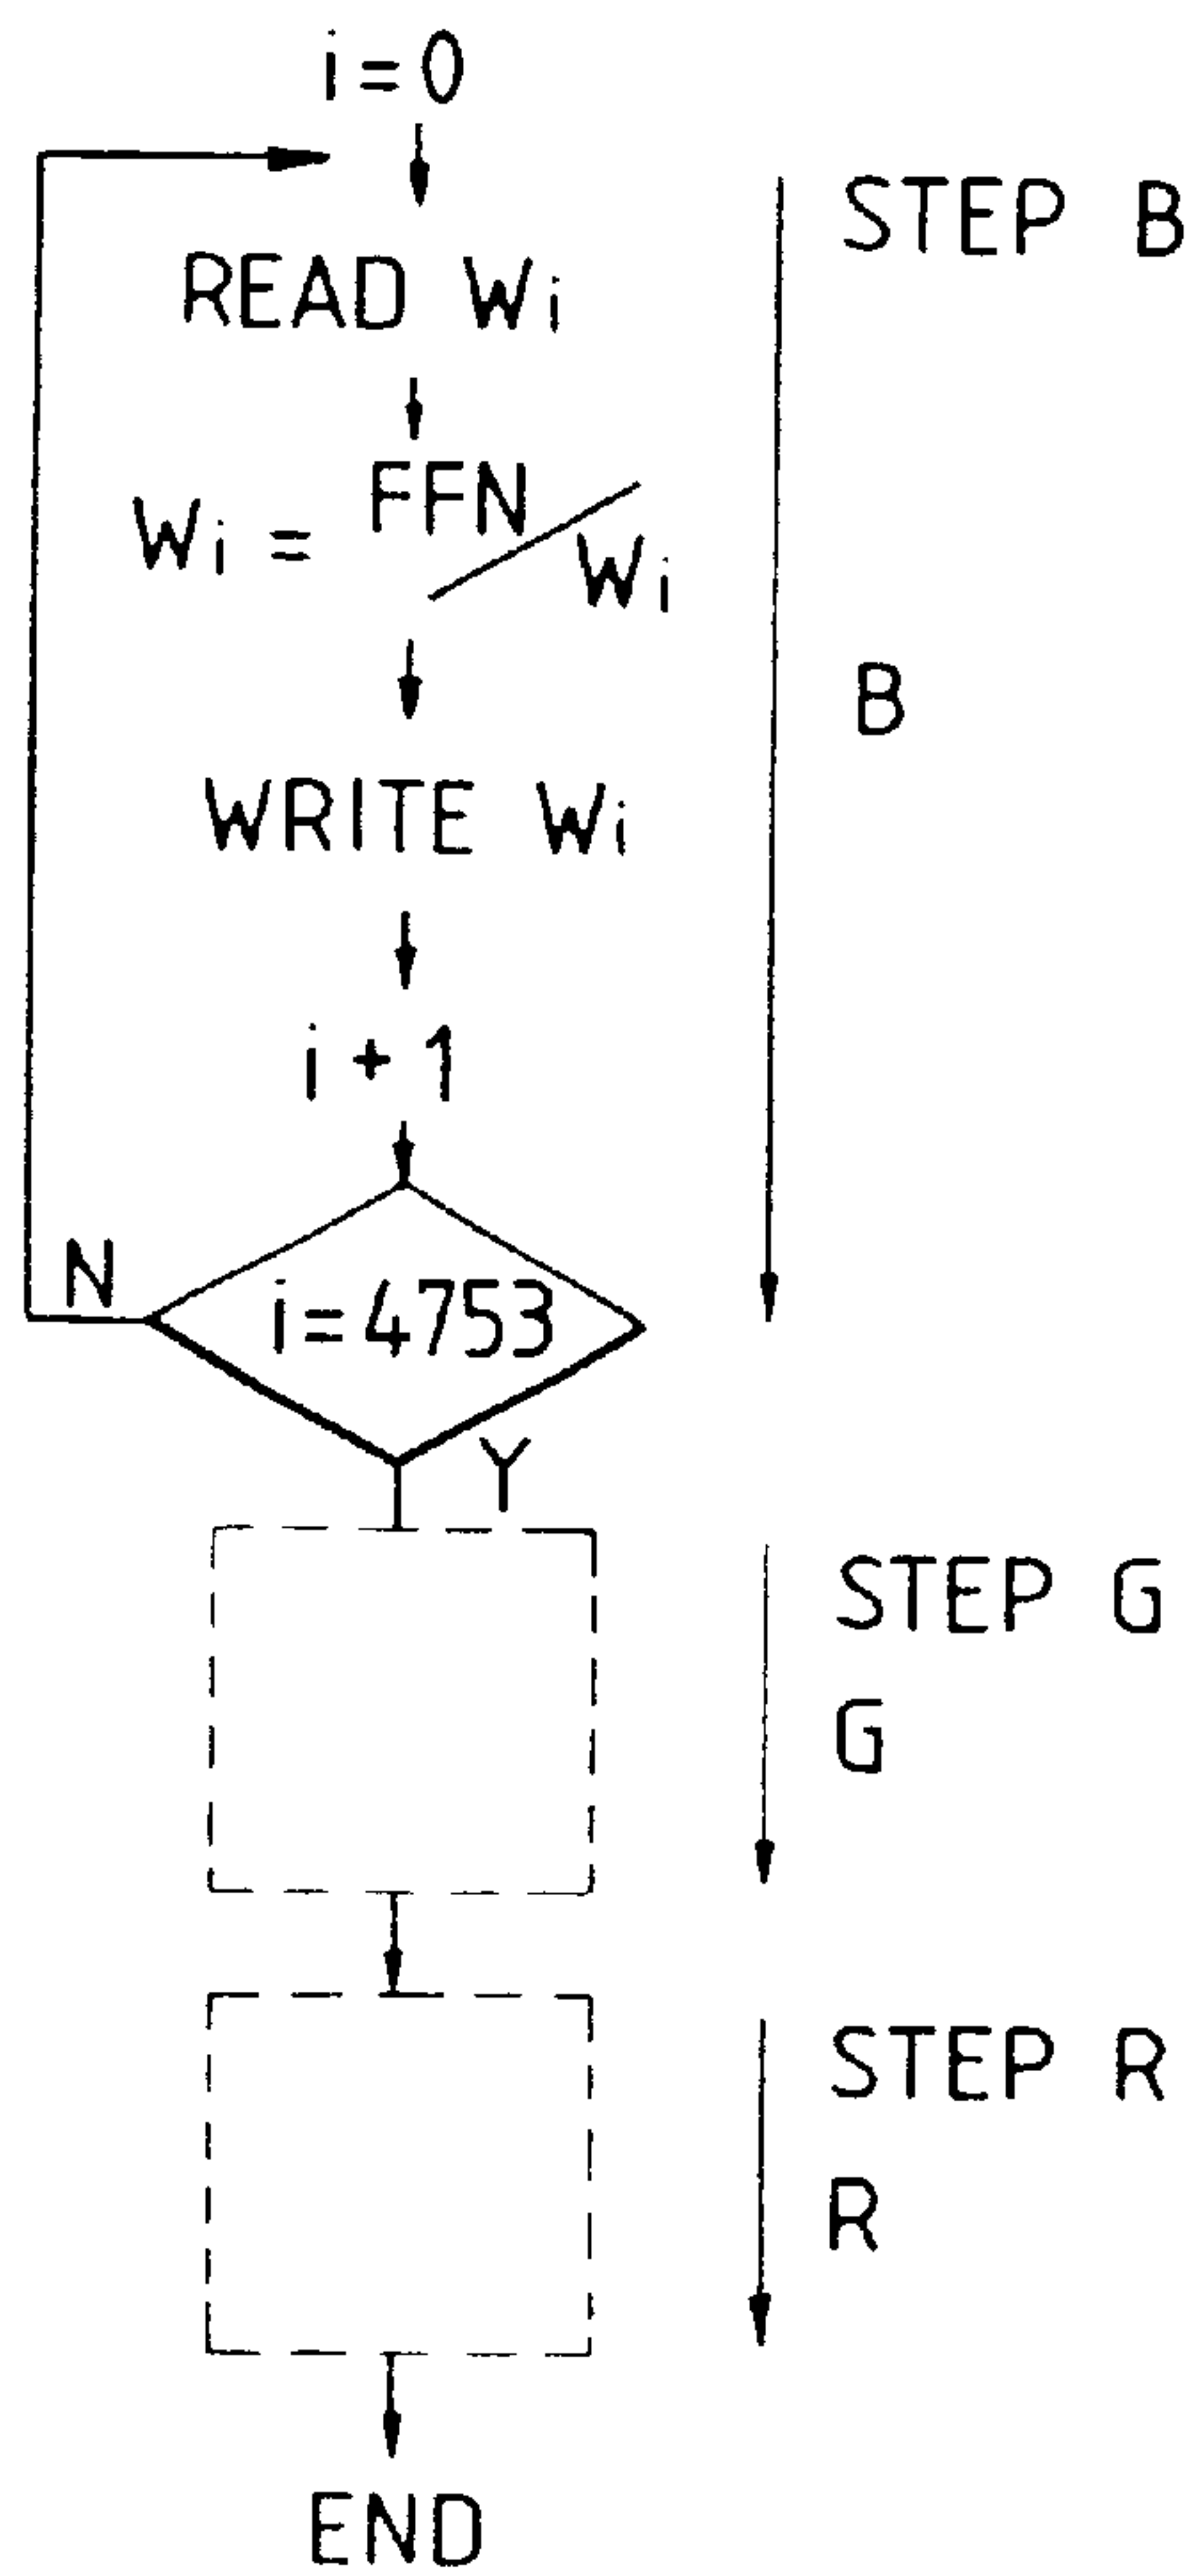 i=0
STEP B
READ Wi
Wi = FFN/Wi
B
WRITE Wi
i+1
N
i=4753
Y
STEP G
G
STEP R
R
END